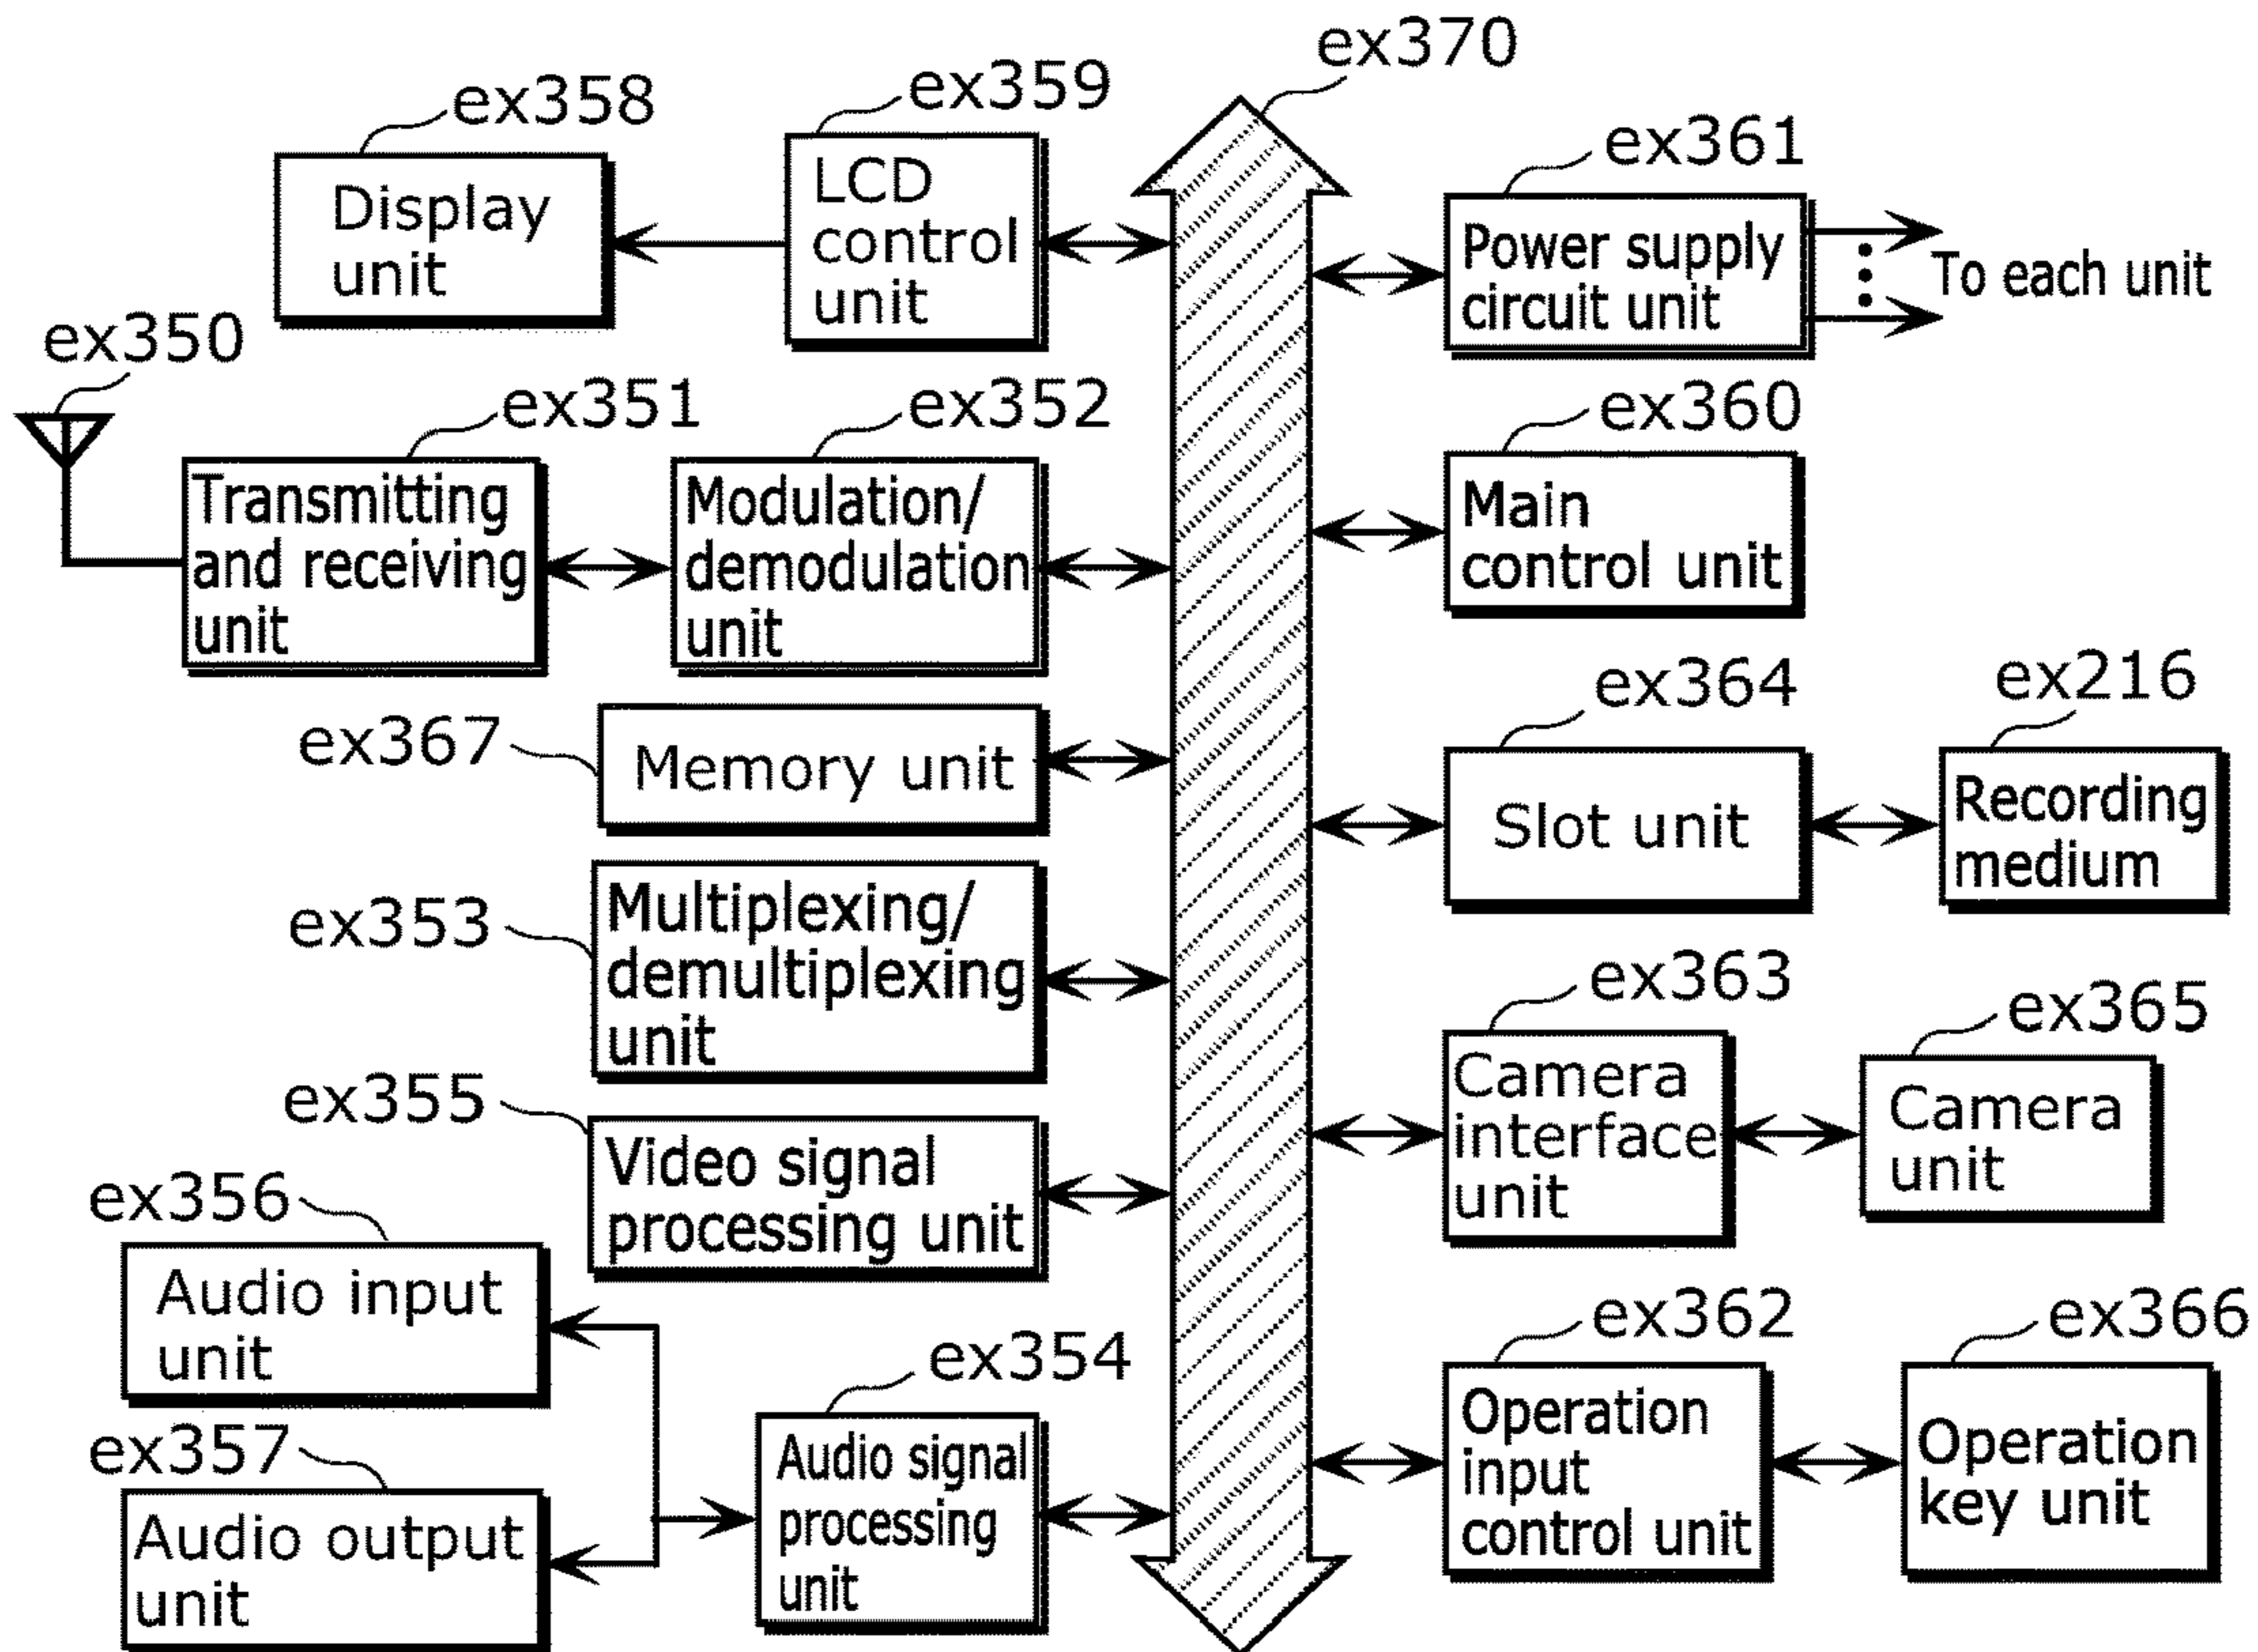 ex370
ex358
ex359
ex361
Display
unit
LCD
control
unit
Power supply
circuit unit
To each unit
ex350
ex351
ex352
ex360
Transmitting
and receiving
unit
Modulation/
demodulation
unit
Main
control unit
ex367
Memory unit
ex364
ex216
Slot unit
Recording
medium
ex353
Multiplexing/
demultiplexing
unit
ex363
ex365
Camera
interface
unit
Camera
unit
ex355
Video signal
processing unit
ex356
Audio input
unit
ex362
ex366
Operation
input
control unit
Operation
key unit
ex354
Audio signal
processing
unit
ex357
Audio output
unit